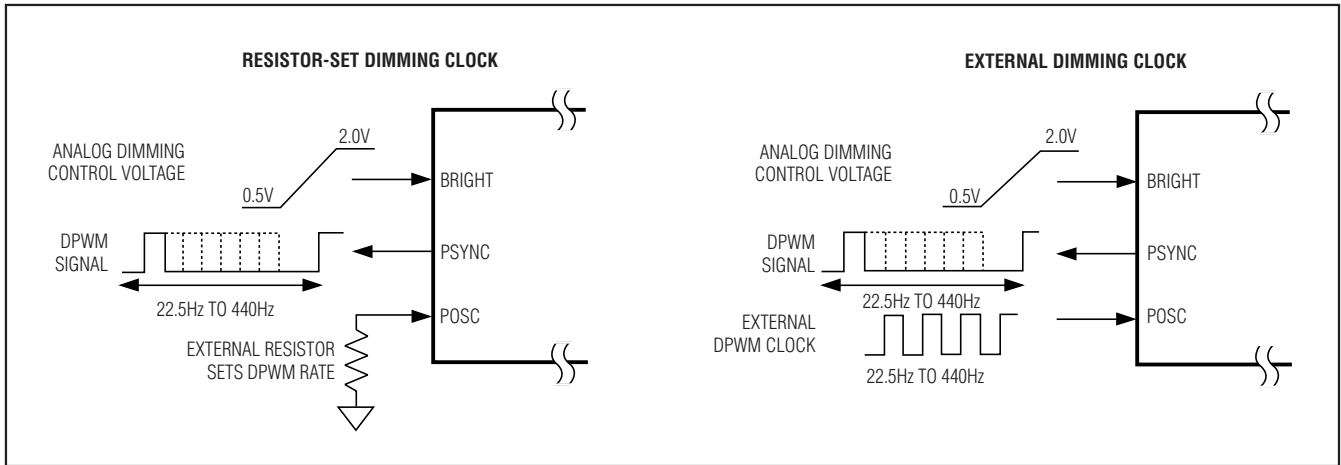 RESISTOR-SET DIMMING CLOCK
ANALOG DIMMING
CONTROL VOLTAGE
2.0V
0.5V
BRIGHT
DPWM
SIGNAL
PSYNC
22.5Hz TO 440Hz
POSC
EXTERNAL RESISTOR
SETS DPWM RATE
EXTERNAL DIMMING CLOCK
ANALOG DIMMING
CONTROL VOLTAGE
2.0V
0.5V
BRIGHT
DPWM
SIGNAL
PSYNC
22.5Hz TO 440Hz
EXTERNAL
DPWM CLOCK
POSC
22.5Hz TO 440Hz